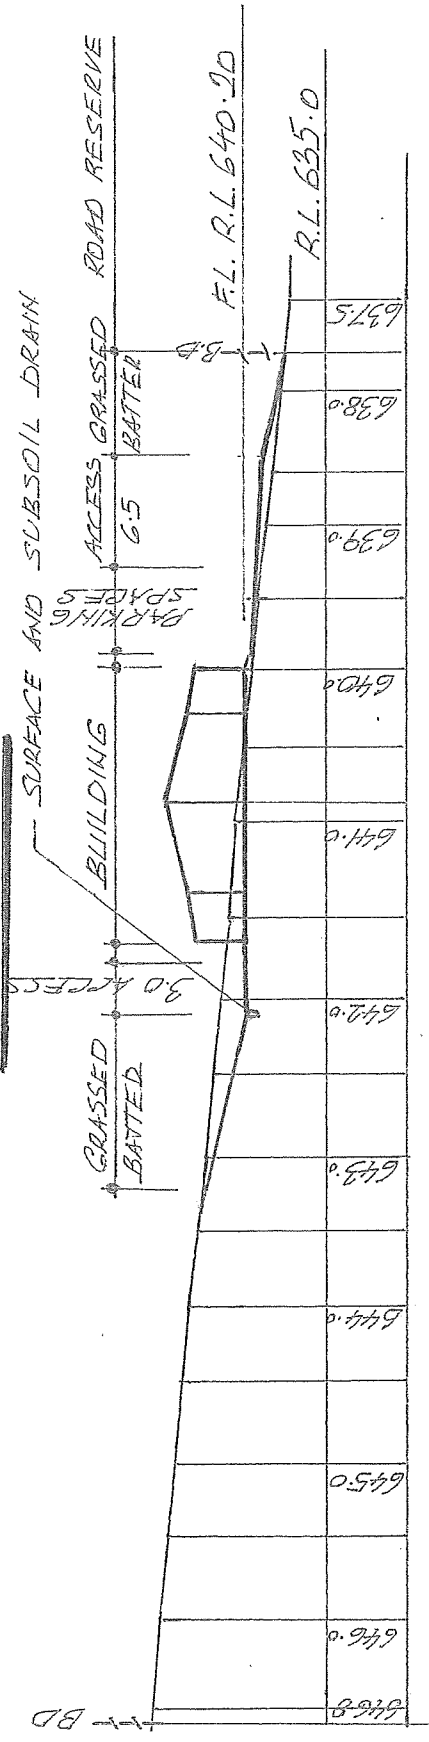 SURFACE AND SUBSOIL DRAIN
GRASSED
BATTED
3.0 ACCESS
BUILDING
PARKING
SPACES
ACCESS
6.5
GRASSED
BATTER
ROAD RESERVE
F.L. R.L. 640.20
R.L. 635.0
BD
B.D
646.8
646.0
645.0
644.0
643.0
642.0
641.0
640.0
639.0
638.0
637.5